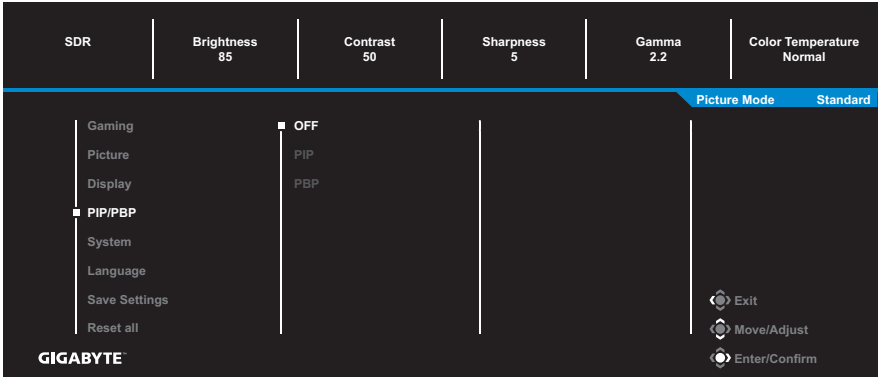 SDR
Brightness
85
Contrast
50
Sharpness
5
Gamma
2.2
Color Temperature
Normal
Picture Mode Standard
Gaming
Picture
Display
PIP/PBP
System
Language
Save Settings
Reset all
OFF
PIP
PBP
Exit
Move/Adjust
Enter/Confirm
GIGABYTE™